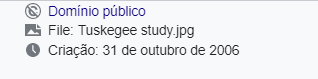 Domínio público
File: Tuskegee study.jpg
Criação: 31 de outubro de 2006